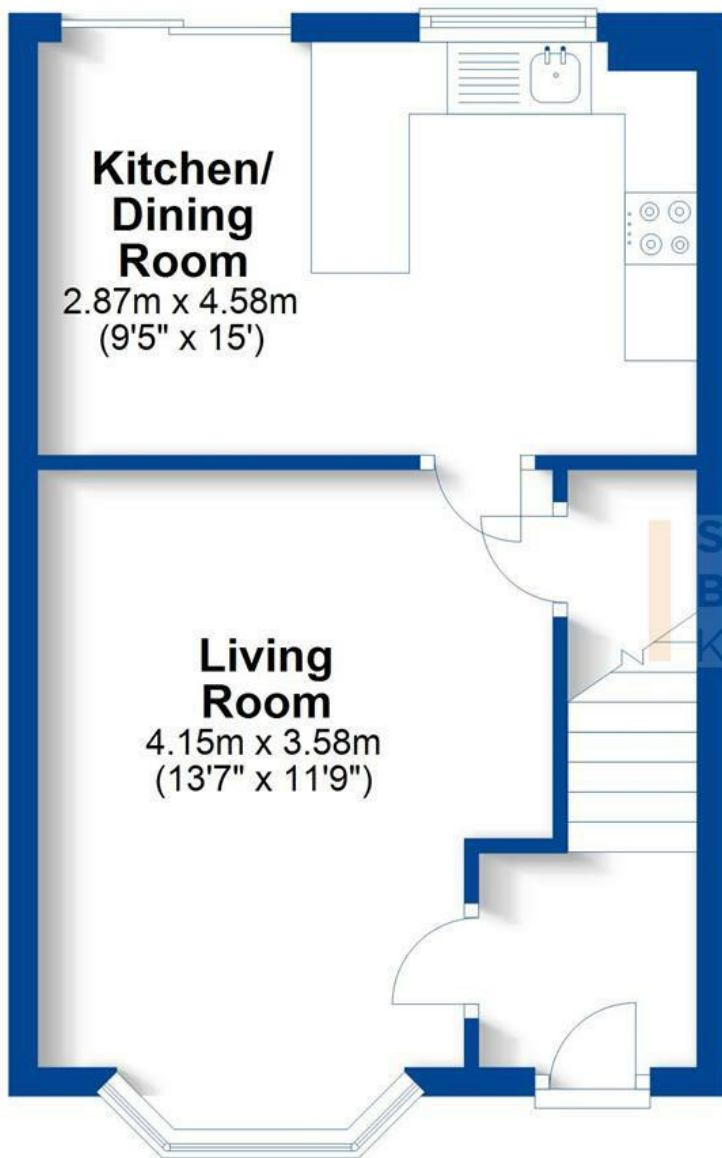 Kitchen/
Dining
Room
2.87m x 4.58m
(9'5" x 15')
Living
Room
4.15m x 3.58m
(13'7" x 11'9")
S
B
K